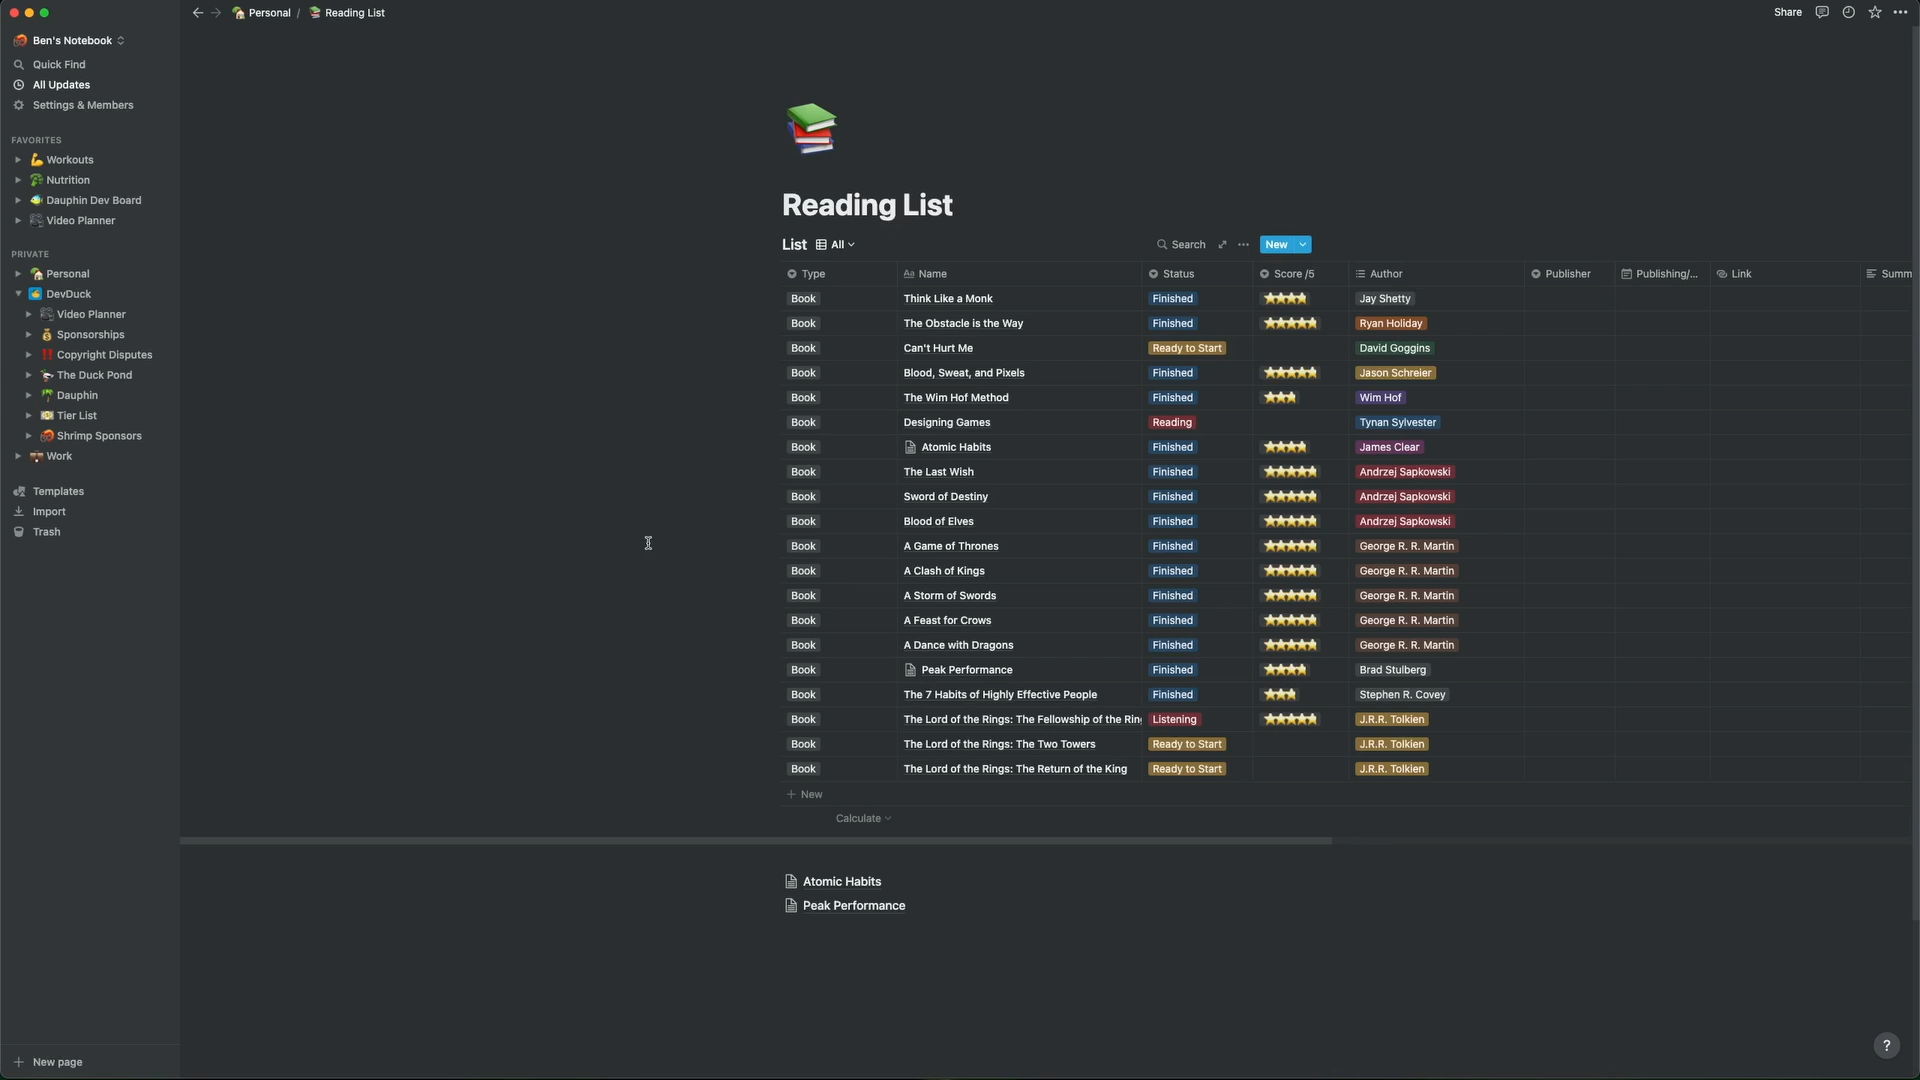 Personal / Reading List
Share
Ben's Notebook
Quick Find
All Updates
Settings & Members
FAVORITES
Workouts
Nutrition
Dauphin Dev Board
Video Planner
PRIVATE
Personal
DevDuck
Video Planner
Sponsorships
Copyright Disputes
The Duck Pond
Dauphin
Tier List
Shrimp Sponsors
Work
Templates
Import
Trash
New page
Reading List
List All Search New
Type Aa Name Status Score /5 Author Publisher Publishing/... Link Summ
Book Think Like a Monk Finished Jay Shetty
Book The Obstacle is the Way Finished Ryan Holiday
Book Can't Hurt Me Ready to Start David Goggins
Book Blood, Sweat, and Pixels Finished Jason Schreier
Book The Wim Hof Method Finished Wim Hof
Book Designing Games Reading Tynan Sylvester
Book Atomic Habits Finished James Clear
Book The Last Wish Finished Andrzej Sapkowski
Book Sword of Destiny Finished Andrzej Sapkowski
Book Blood of Elves Finished Andrzej Sapkowski
Book A Game of Thrones Finished George R. R. Martin
Book A Clash of Kings Finished George R. R. Martin
Book A Storm of Swords Finished George R. R. Martin
Book A Feast for Crows Finished George R. R. Martin
Book A Dance with Dragons Finished George R. R. Martin
Book Peak Performance Finished Brad Stulberg
Book The 7 Habits of Highly Effective People Finished Stephen R. Covey
Book The Lord of the Rings: The Fellowship of the Rin Listening J.R.R. Tolkien
Book The Lord of the Rings: The Two Towers Ready to Start J.R.R. Tolkien
Book The Lord of the Rings: The Return of the King Ready to Start J.R.R. Tolkien
+ New
Calculate
Atomic Habits
Peak Performance
?